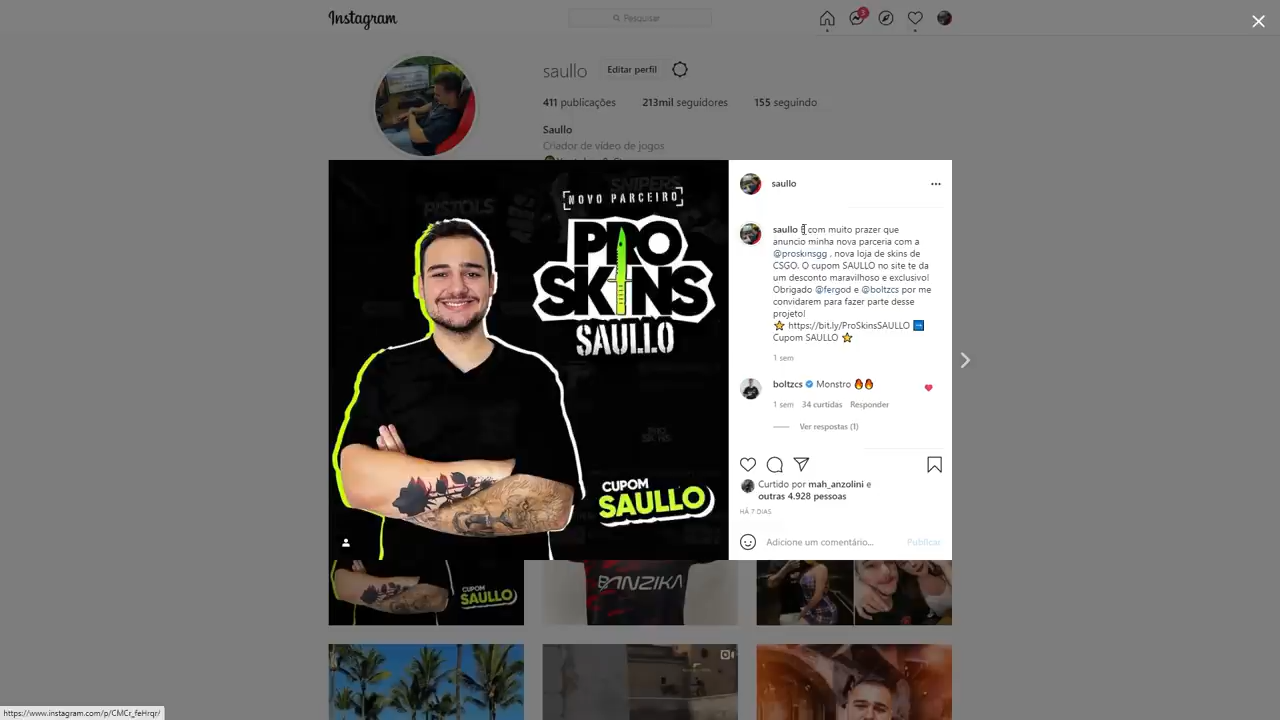 Instagram
Pesquisar
3
saullo
Editar perfil
411 publicações
213mil seguidores
155 seguindo
Saullo
Criador de vídeo de jogos
PISTOLS
SNIPERS
NOVO PARCEIRO
PRO
SKINS
SAULLO
PRO
SKINS
CUPOM
SAULLO
saullo
saullo É com muito prazer que
anuncio minha nova parceria com a
@proskinsgg , nova loja de skins de
CSGO. O cupom SAULLO no site te da
um desconto maravilhoso e exclusivo!
Obrigado @fergod e @boltzcs por me
convidarem para fazer parte desse
projeto!
⭐ https://bit.ly/ProSkinsSAULLO ➡
Cupom SAULLO ⭐
1 sem
boltzcs Monstro 🔥🔥
1 sem 34 curtidas Responder
Ver respostas (1)
Curtido por mah_anzolini e
outras 4.928 pessoas
HÁ 7 DIAS
Adicione um comentário...
Publicar
CUPOM
SAULLO
BANZIKA
https://www.instagram.com/p/CMCr_feHrqr/